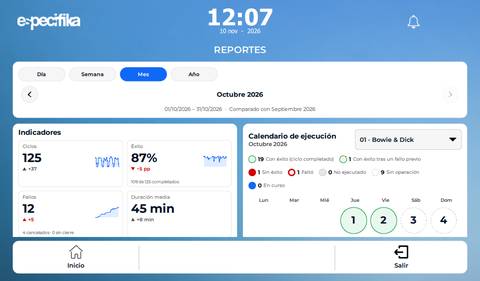 e-specifika
12:07
10 nov - 2026
REPORTES
Día
Semana
Mes
Año
Octubre 2026
01/10/2026 – 31/10/2026 · Comparado con Septiembre 2026
Indicadores
Ciclos
125
▲ +37
Éxito
87%
▼ -5 pp
109 de 125 completados
Fallos
12
▲ +5
4 cancelados · 0 sin cierre
Duración media
45 min
▲ +8 min
Calendario de ejecución
Octubre 2026
01 - Bowie & Dick
19 Con éxito (ciclo completado)
1 Con éxito tras un fallo previo
1 Sin éxito
1 Fallo
0 No ejecutado
9 Sin operación
0 En curso
Lun Mar Mié Jue Vie Sáb Dom
1 2 3 4
Inicio
Salir